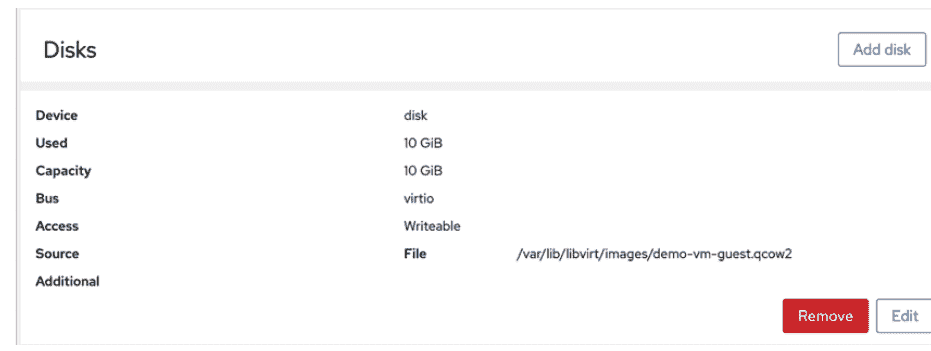 Disks Add disk
Device disk
Used 10 GiB
Capacity 10 GiB
Bus virtio
Access Writeable
Source File /var/lib/libvirt/images/demo-vm-guest.qcow2
Additional
Remove Edit